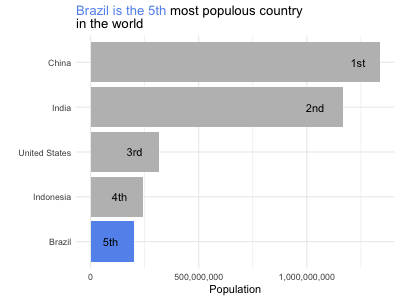 Brazil is the 5th most populous country
in the world
China
1st
India
2nd
United States
3rd
Indonesia
4th
Brazil
5th
0
500,000,000
1,000,000,000
Population